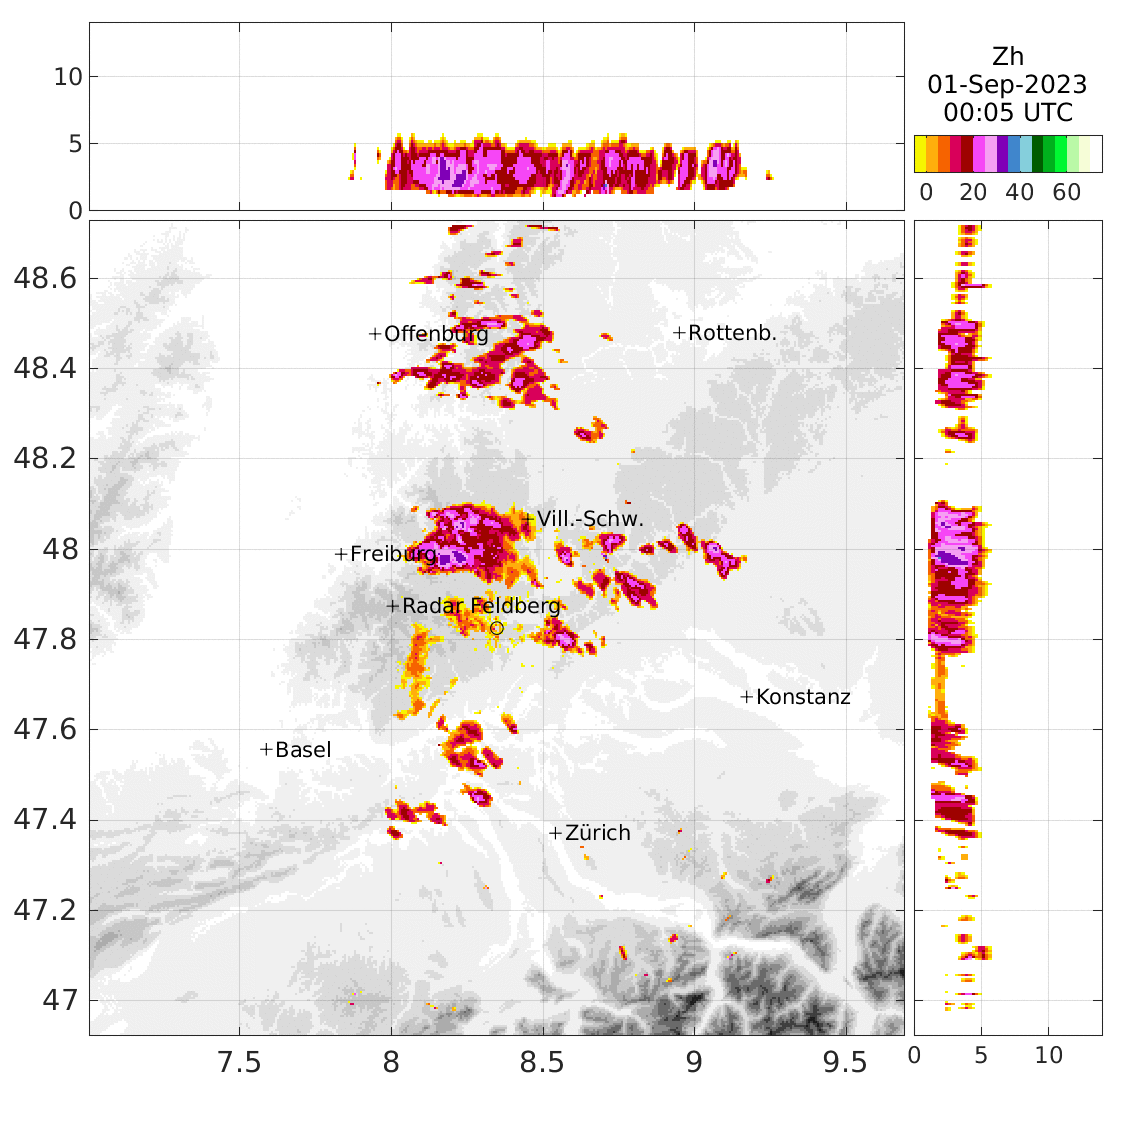 10
5
0
Zh
01-Sep-2023
00:05 UTC
0 20 40 60
48.6
48.4
48.2
48
47.8
47.6
47.4
47.2
47
+Offenburg
+Rottenb.
+Vill.-Schw.
+Freiburg
+Radar Feldberg
+Konstanz
+Basel
+Zürich
7.5 8 8.5 9 9.5
0 5 10